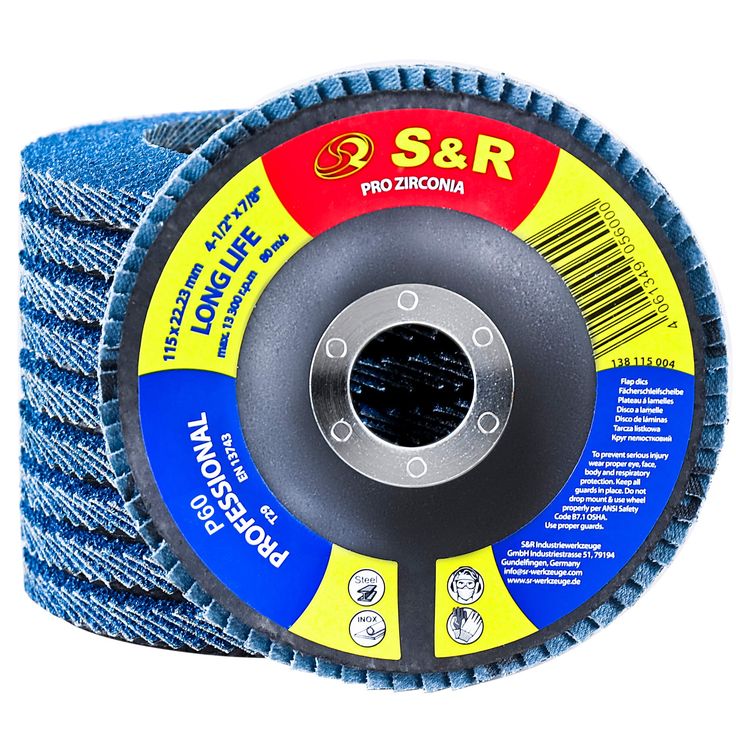 S&R
PRO ZIRCONIA
115 x 22.23 mm 4-1/2" x 7/8"
LONG LIFE
max: 13 300 rpm 80 m/s
4 061349 056000
138 115 004
P60
PROFESSIONAL
T29 EN 13743
Flap dics
Fächerschleifscheibe
Plateau á lamelles
Disco a lamelle
Disco de láminas
Tarcza listkowa
Круг пелюстковий
To prevent serious injury
wear proper eye, face,
body and respiratory
protection. Keep all
guards in place. Do not
drop mount & use wheel
properly per ANSI Safety
Code B7.1 OSHA.
Use proper gurads.
S&R Industriewerkzeuge
GmbH Industriestrasse 51, 79194
Gundelfingen, Germany
info@sr-werkzeuge.com
www.sr-werkzeuge.de
Steel
INOX